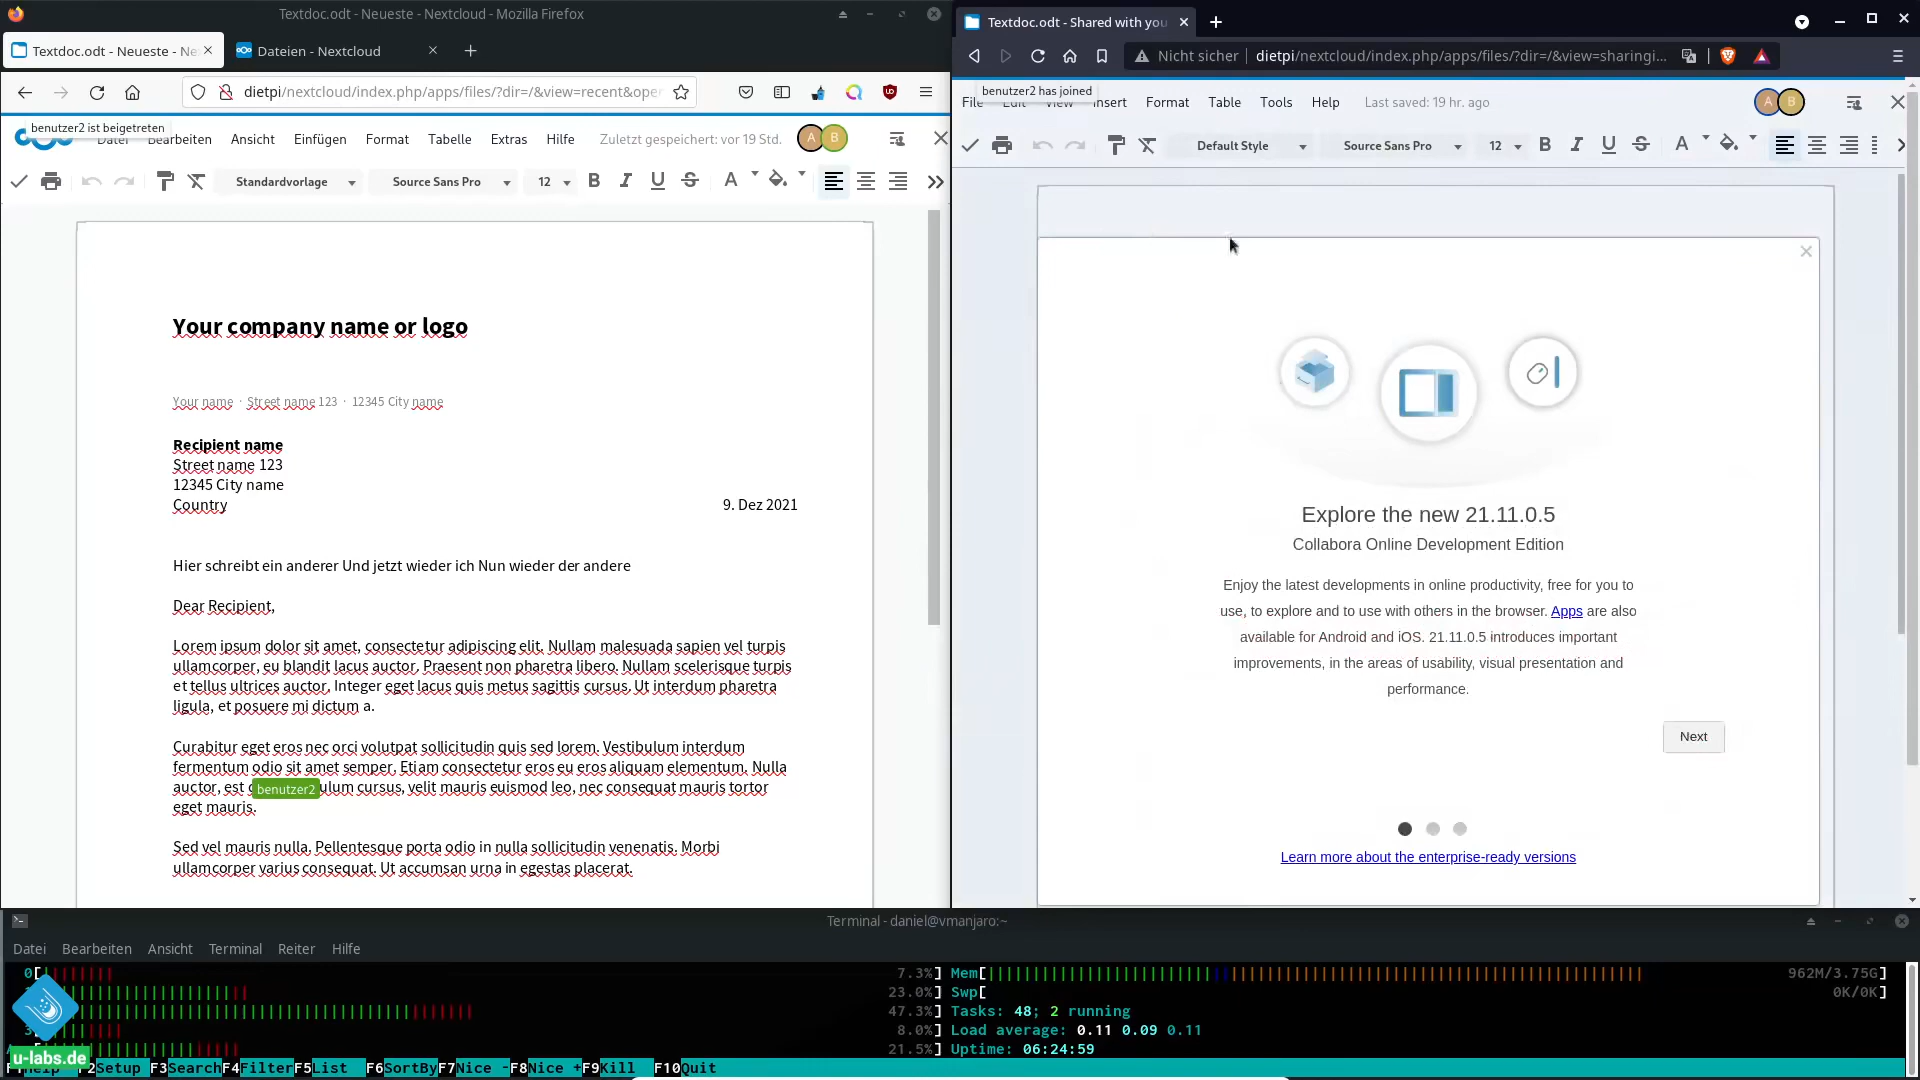 Textdoc.odt - Neueste - Nextcloud - Mozilla Firefox
Textdoc.odt - Neueste - Ne
Dateien - Nextcloud
dietpi/nextcloud/index.php/apps/files/?dir=/&view=recent&oper
benutzer2 ist beigetreten
Datei Bearbeiten Ansicht Einfügen Format Tabelle Extras Hilfe Zuletzt gespeichert: vor 19 Std. A B
Standardvorlage Source Sans Pro 12 B I U S A
Your company name or logo
Your name · Street name 123 · 12345 City name
Recipient name
Street name 123
12345 City name
Country 9. Dez 2021
Hier schreibt ein anderer Und jetzt wieder ich Nun wieder der andere
Dear Recipient,
Lorem ipsum dolor sit amet, consectetur adipiscing elit. Nullam malesuada sapien vel turpis
ullamcorper, eu blandit lacus auctor. Praesent non pharetra libero. Nullam scelerisque turpis
et tellus ultrices auctor. Integer eget lacus quis metus sagittis cursus. Ut interdum pharetra
ligula, et posuere mi dictum a.
Curabitur eget eros nec orci volutpat sollicitudin quis sed lorem. Vestibulum interdum
fermentum odio sit amet semper. Etiam consectetur eros eu eros aliquam elementum. Nulla
auctor, est benutzer2 ulum cursus, velit mauris euismod leo, nec consequat mauris tortor
eget mauris.
Sed vel mauris nulla. Pellentesque porta odio in nulla sollicitudin venenatis. Morbi
ullamcorper varius consequat. Ut accumsan urna in egestas placerat.
Textdoc.odt - Shared with you
Nicht sicher dietpi/nextcloud/index.php/apps/files/?dir=/&view=sharingi...
benutzer2 has joined
File Edit View Insert Format Table Tools Help Last saved: 19 hr. ago A B
Default Style Source Sans Pro 12 B I U S A
Explore the new 21.11.0.5
Collabora Online Development Edition
Enjoy the latest developments in online productivity, free for you to
use, to explore and to use with others in the browser. Apps are also
available for Android and iOS. 21.11.0.5 introduces important
improvements, in the areas of usability, visual presentation and
performance.
Next
Learn more about the enterprise-ready versions
Terminal - daniel@vmanjaro:~
Datei Bearbeiten Ansicht Terminal Reiter Hilfe
0[ 7.3%] Mem[ 962M/3.75G]
23.0%] Swp[ 0K/0K]
47.3%] Tasks: 48; 2 running
3[ 8.0%] Load average: 0.11 0.09 0.11
21.5%] Uptime: 06:24:59
u-labs.de
F1Help F2Setup F3SearchF4FilterF5List F6SortByF7Nice -F8Nice +F9Kill F10Quit